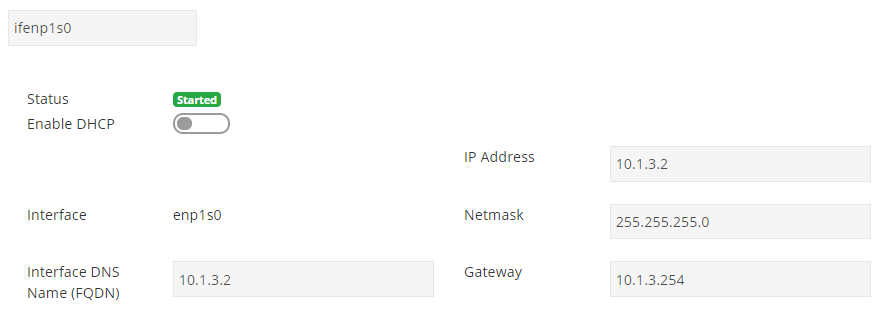 ifenp1s0
Status
Started
Enable DHCP
IP Address
10.1.3.2
Interface
enp1s0
Netmask
255.255.255.0
Interface DNS
Name (FQDN)
10.1.3.2
Gateway
10.1.3.254